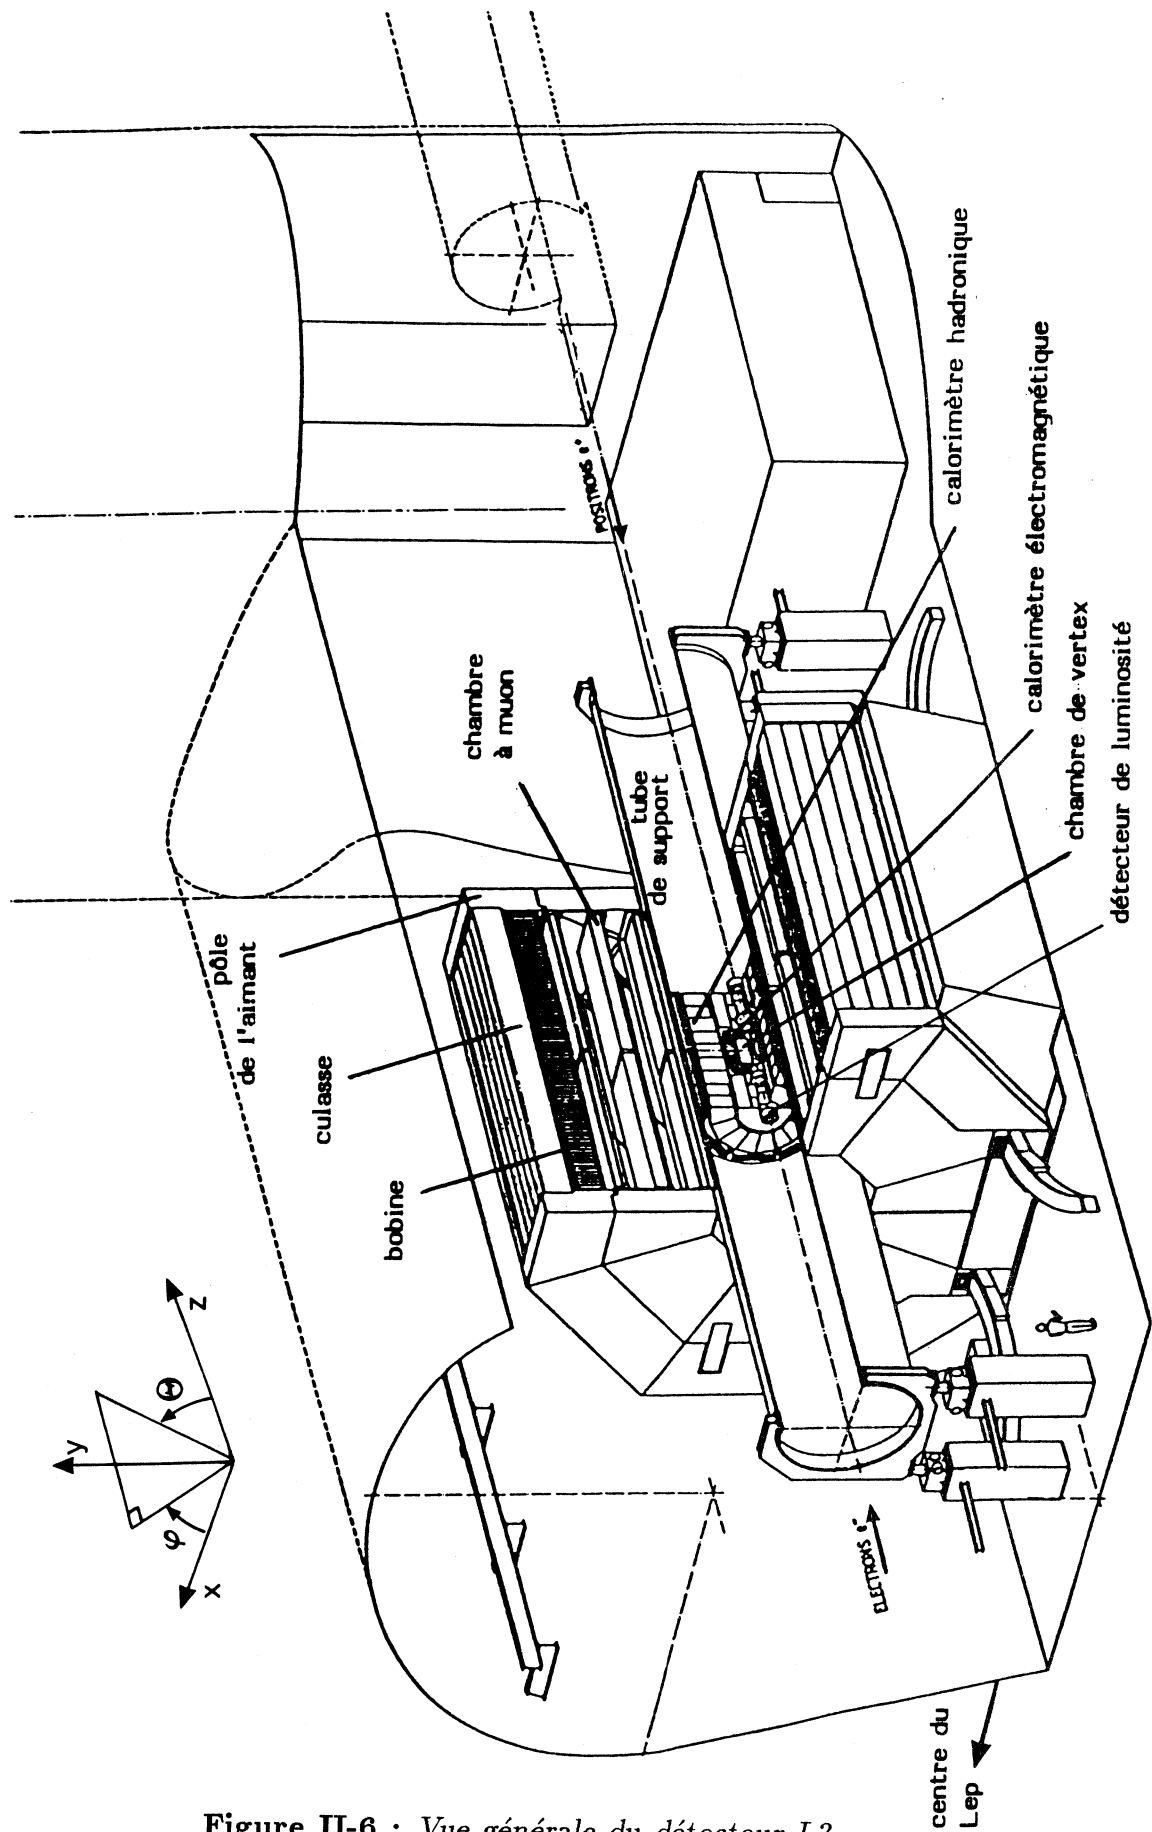 y
φ
Θ
x
z
pôle
de l'aimant
culasse
bobine
chambre
à muon
tube
de support
POSITRONS e⁺
calorimètre hadronique
calorimètre électromagnétique
chambre de vertex
détecteur de luminosité
ELECTRONS e⁻
centre du
Lep
Figure II-6 : Vue générale du détecteur L3